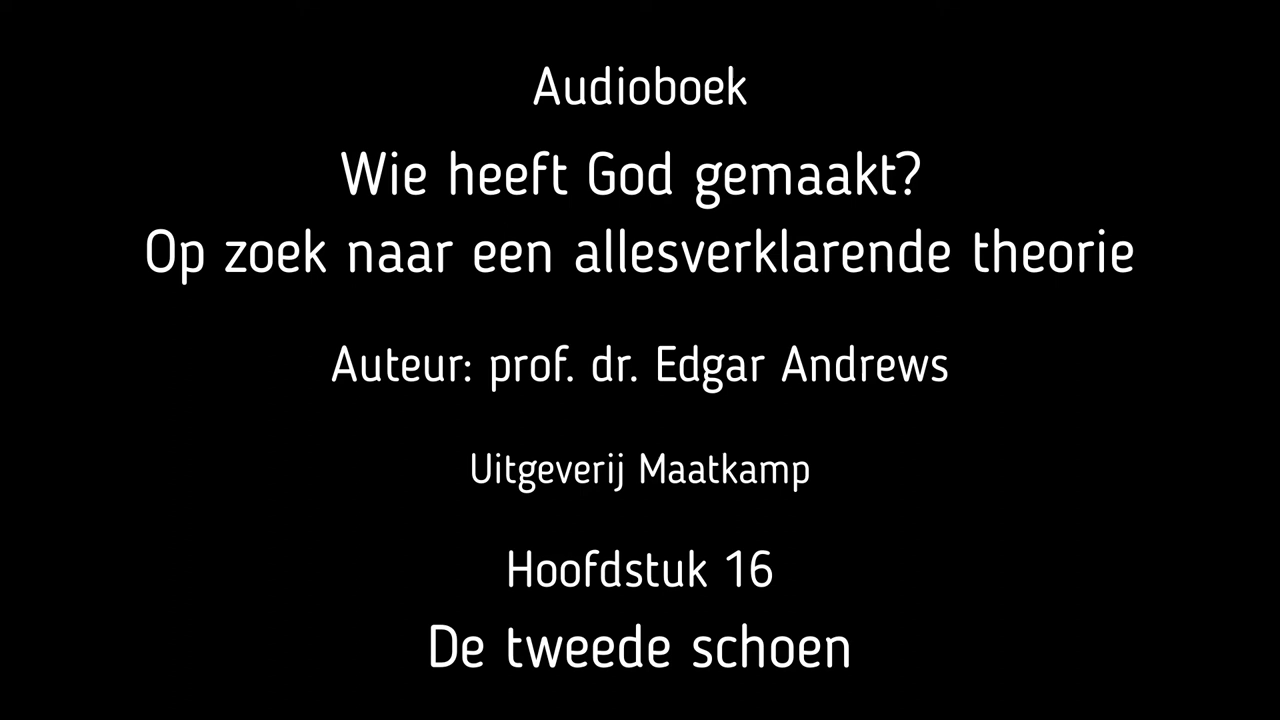 Audioboek
Wie heeft God gemaakt?
Op zoek naar een allesverklarende theorie
Auteur: prof. dr. Edgar Andrews
Uitgeverij Maatkamp
Hoofdstuk 16
De tweede schoen